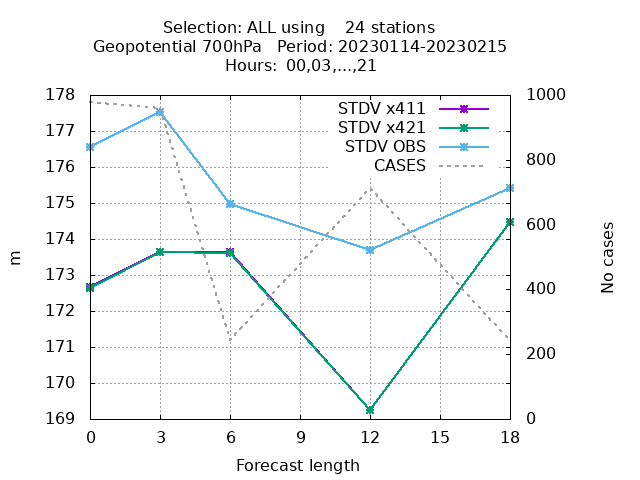 Selection: ALL using    24 stations
Geopotential 700hPa   Period: 20230114-20230215
Hours: 00,03,...,21
178
177
176
175
174
173
172
171
170
169
m
STDV x411
STDV x421
STDV OBS
CASES
1000
800
600
400
200
0
No cases
0 3 6 9 12 15 18
Forecast length